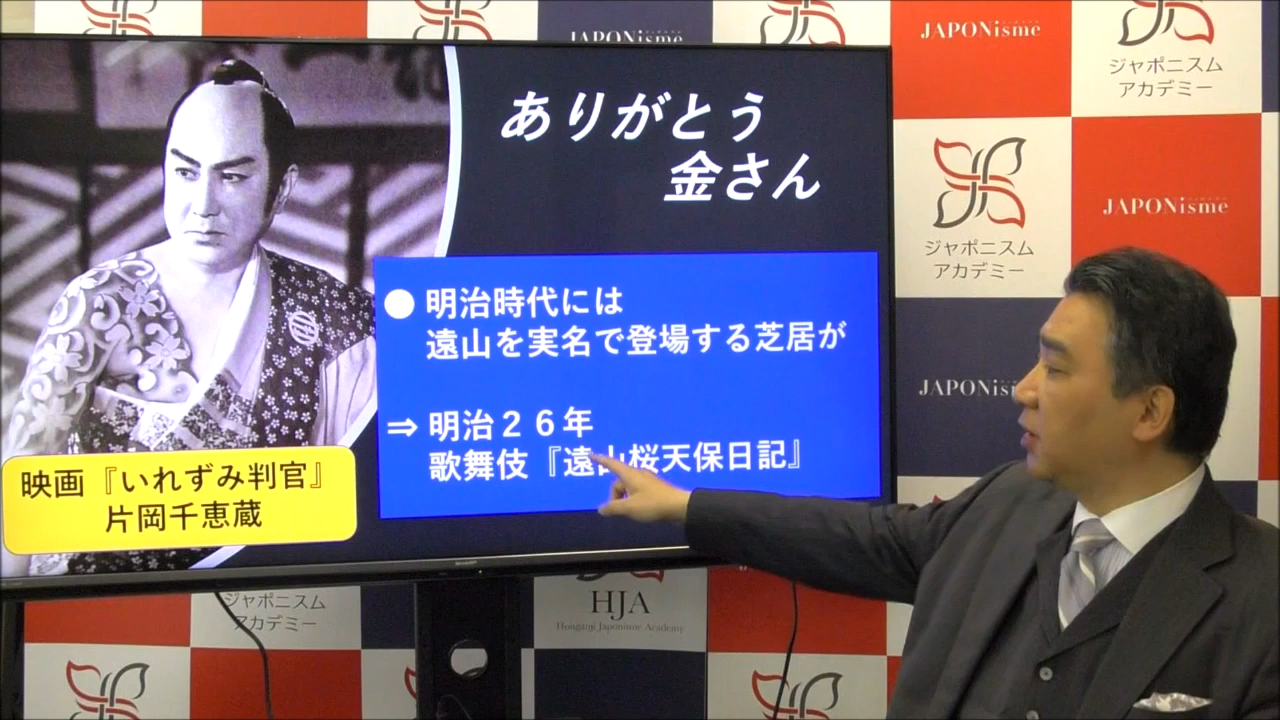 ありがとう
金さん
● 明治時代には
遠山を実名で登場する芝居が
⇒ 明治２６年
歌舞伎『遠山桜天保日記』
映画『いれずみ判官』
片岡千恵蔵
JAPONisme
JAPONisme
ジャポニスム
アカデミー
ジャポニスム
アカデミー
JAPONisme
JAPONis
ジャポニスム
アカデミー
HJA
Honganji Japonisme Academy